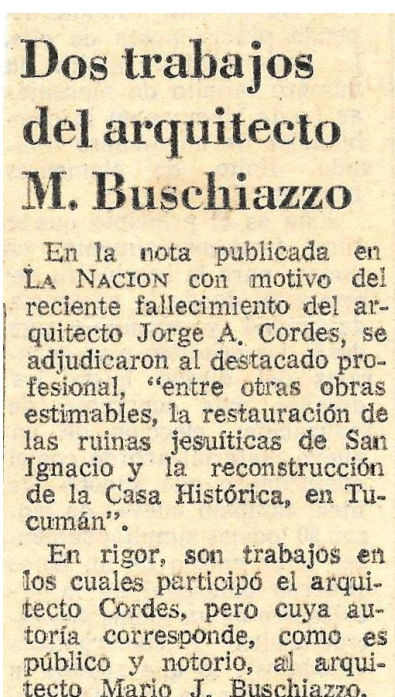 Dos trabajos
del arquitecto
M. Buschiazzo
En la nota publicada en
LA NACION con motivo del
reciente fallecimiento del ar-
quitecto Jorge A. Cordes, se
adjudicaron al destacado pro-
fesional, “entre otras obras
estimables, la restauración de
las ruinas jesuíticas de San
Ignacio y la reconstrucción
de la Casa Histórica, en Tu-
cumán”.
En rigor, son trabajos en
los cuales participó el arqui-
tecto Cordes, pero cuya au-
toría corresponde, como es
público y notorio, al arqui-
tecto Mario J. Buschiazzo.